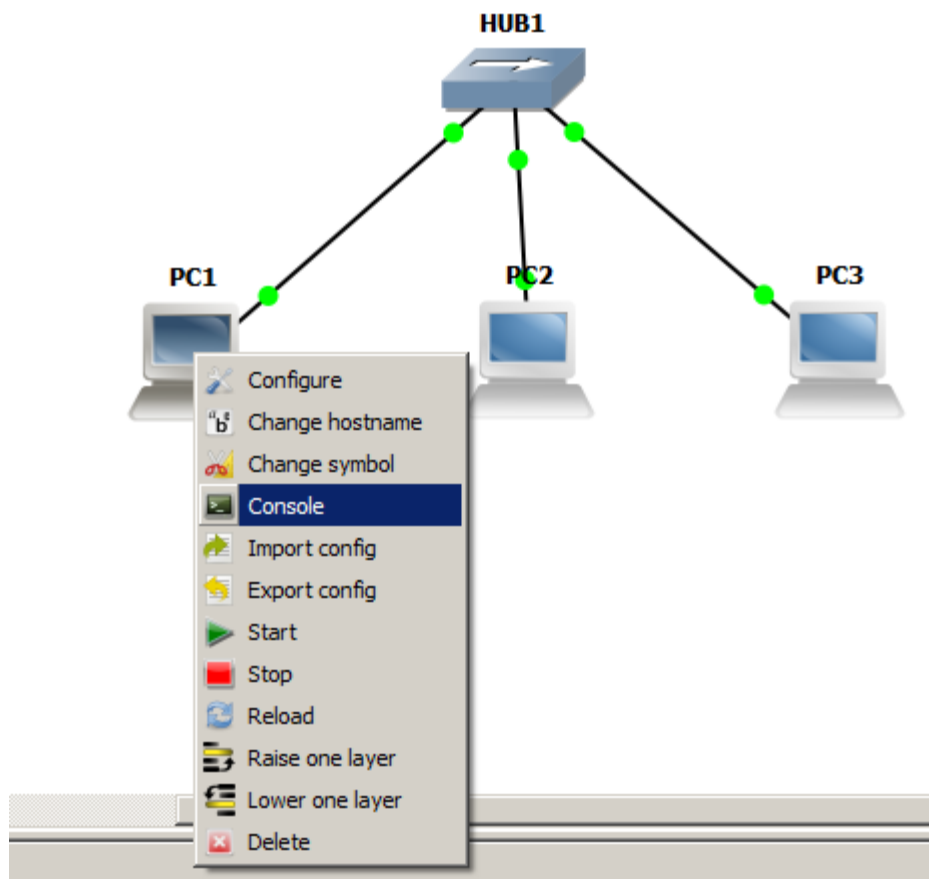 HUB1
PC1
PC2
PC3
Configure
Change hostname
Change symbol
Console
Import config
Export config
Start
Stop
Reload
Raise one layer
Lower one layer
Delete